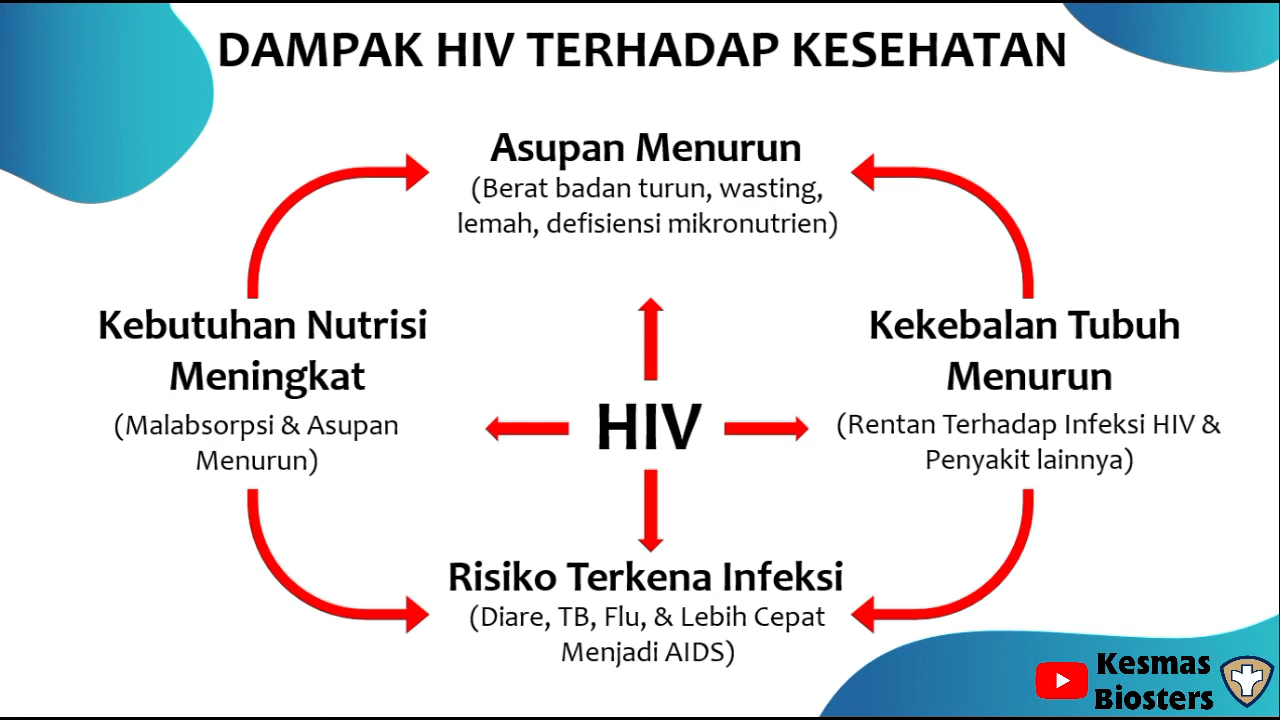 DAMPAK HIV TERHADAP KESEHATAN
Asupan Menurun
(Berat badan turun, wasting,
lemah, defisiensi mikronutrien)
Kebutuhan Nutrisi
Meningkat
(Malabsorpsi & Asupan
Menurun)
HIV
Kekebalan Tubuh
Menurun
(Rentan Terhadap Infeksi HIV &
Penyakit lainnya)
Risiko Terkena Infeksi
(Diare, TB, Flu, & Lebih Cepat
Menjadi AIDS)
Kesmas
Biosters